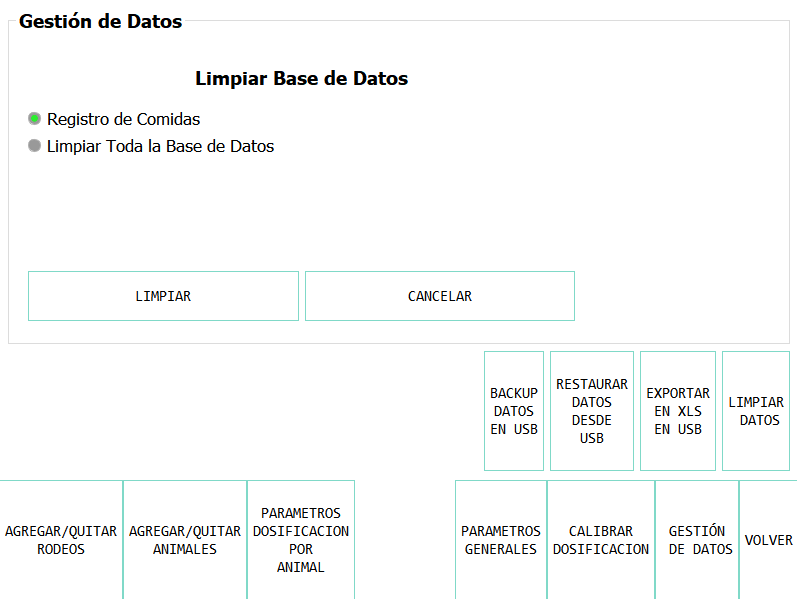 Gestión de Datos
Limpiar Base de Datos
Registro de Comidas
Limpiar Toda la Base de Datos
LIMPIAR
CANCELAR
BACKUP
DATOS
EN USB
RESTAURAR
DATOS
DESDE
USB
EXPORTAR
EN XLS
EN USB
LIMPIAR
DATOS
AGREGAR/QUITAR
RODEOS
AGREGAR/QUITAR
ANIMALES
PARAMETROS
DOSIFICACION
POR
ANIMAL
PARAMETROS
GENERALES
CALIBRAR
DOSIFICACION
GESTIÓN
DE DATOS
VOLVER